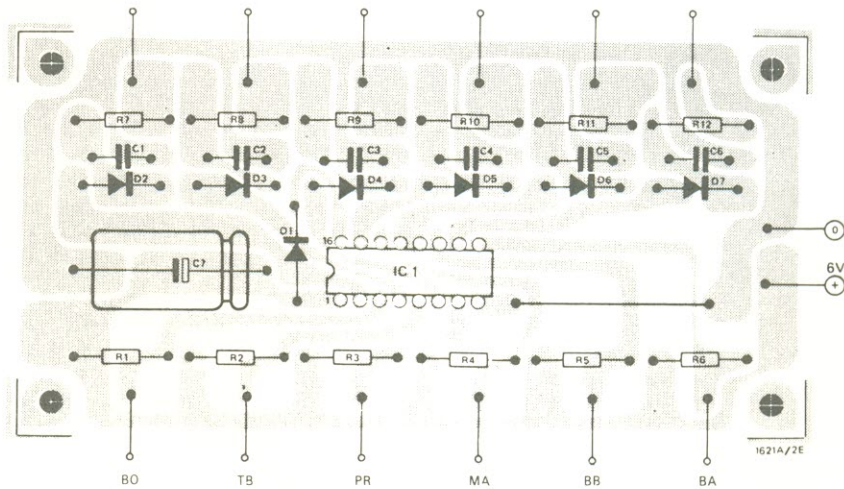 R7 R8 R9 R10 R11 R12
C1 C2 C3 C4 C5 C6
D2 D3 D4 D5 D6 D7
0
D1
16
6V
+
C7
IC 1
1
R1 R2 R3 R4 R5 R6
1621A/2E
BO TB PR MA BB BA